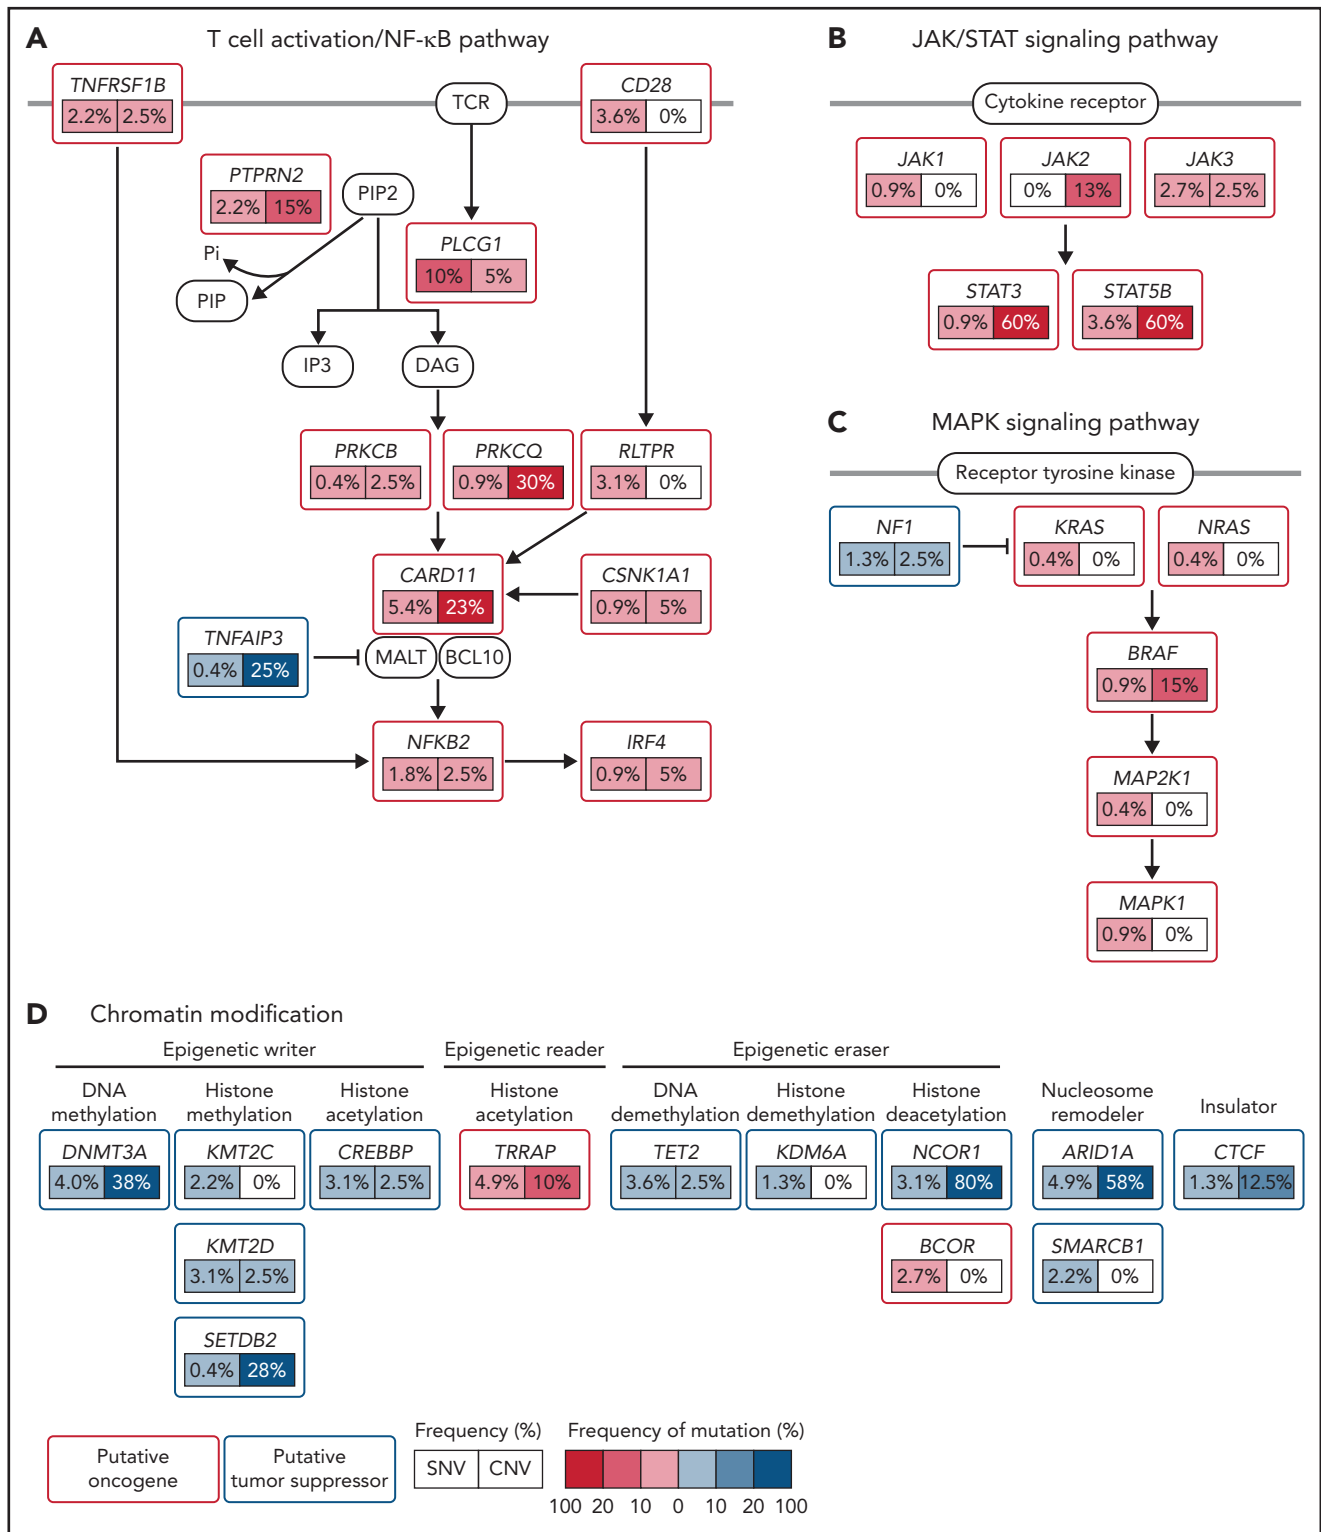 A T cell activation/NF-κB pathway
TNFRSF1B
2.2% 2.5%
TCR
CD28
3.6% 0%
PTPRN2
2.2% 15%
PIP2
PLCG1
10% 5%
Pi
PIP
IP3
DAG
PRKCB
0.4% 2.5%
PRKCQ
0.9% 30%
RLTPR
3.1% 0%
CARD11
5.4% 23%
CSNK1A1
0.9% 5%
TNFAIP3
0.4% 25%
MALT
BCL10
NFKB2
1.8% 2.5%
IRF4
0.9% 5%
B JAK/STAT signaling pathway
Cytokine receptor
JAK1
0.9% 0%
JAK2
0% 13%
JAK3
2.7% 2.5%
STAT3
0.9% 60%
STAT5B
3.6% 60%
C MAPK signaling pathway
Receptor tyrosine kinase
NF1
1.3% 2.5%
KRAS
0.4% 0%
NRAS
0.4% 0%
BRAF
0.9% 15%
MAP2K1
0.4% 0%
MAPK1
0.9% 0%
D Chromatin modification
Epigenetic writer
DNA
methylation
DNMT3A
4.0% 38%
Histone
methylation
KMT2C
2.2% 0%
KMT2D
3.1% 2.5%
SETDB2
0.4% 28%
Histone
acetylation
CREBBP
3.1% 2.5%
Epigenetic reader
Histone
acetylation
TRRAP
4.9% 10%
Epigenetic eraser
DNA
demethylation
TET2
3.6% 2.5%
Histone
demethylation
KDM6A
1.3% 0%
Histone
deacetylation
NCOR1
3.1% 80%
BCOR
2.7% 0%
Nucleosome
remodeler
ARID1A
4.9% 58%
SMARCB1
2.2% 0%
Insulator
CTCF
1.3% 12.5%
Putative
oncogene
Putative
tumor suppressor
Frequency (%)
SNV CNV
Frequency of mutation (%)
100 20 10 0 10 20 100